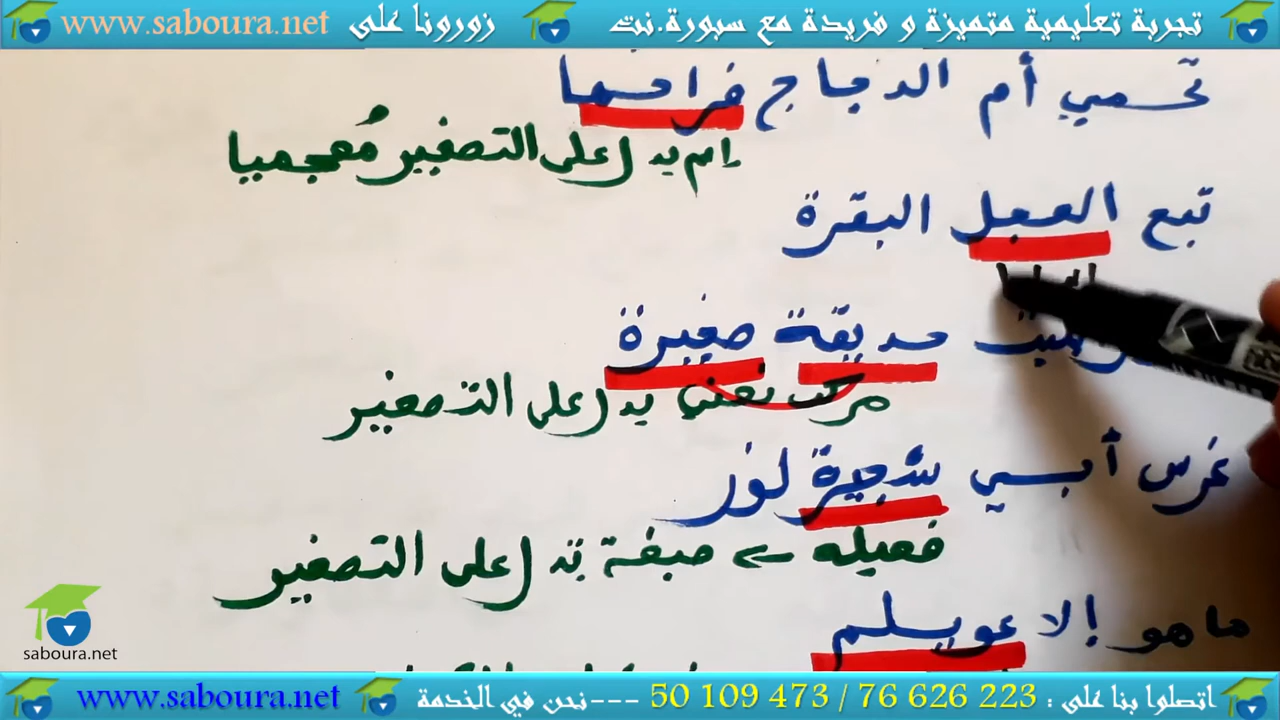 تجربة تعليمية متميزة و فريدة مع سبورة.نت زورونا على www.saboura.net
تحمي أم الدجاج فراخها
اسم يدل على التصغير مُعجميا
تبع العجل البقرة
حديقة صغيرة
مركب نعتي يدل على التصغير
غرس أبي شجيرة لوز
فعيله ← صيغة تدل على التصغير
ما هو إلا عويلم
saboura.net
اتصلوا بنا على : 223 626 76 / 473 109 50 ---نحن في الخدمة www.saboura.net